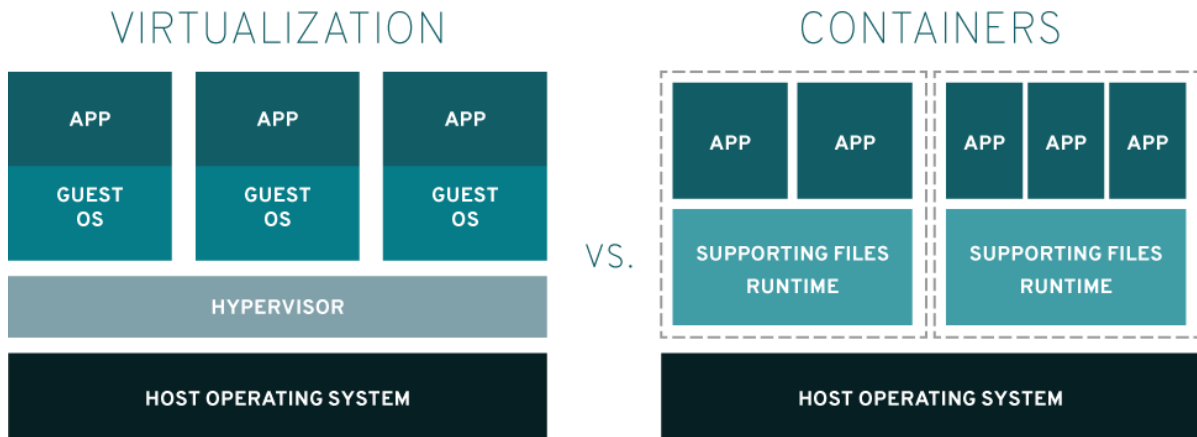 VIRTUALIZATION
APP
APP
APP
GUEST
OS
GUEST
OS
GUEST
OS
HYPERVISOR
HOST OPERATING SYSTEM
VS.
CONTAINERS
APP
APP
APP
APP
APP
SUPPORTING FILES
RUNTIME
SUPPORTING FILES
RUNTIME
HOST OPERATING SYSTEM